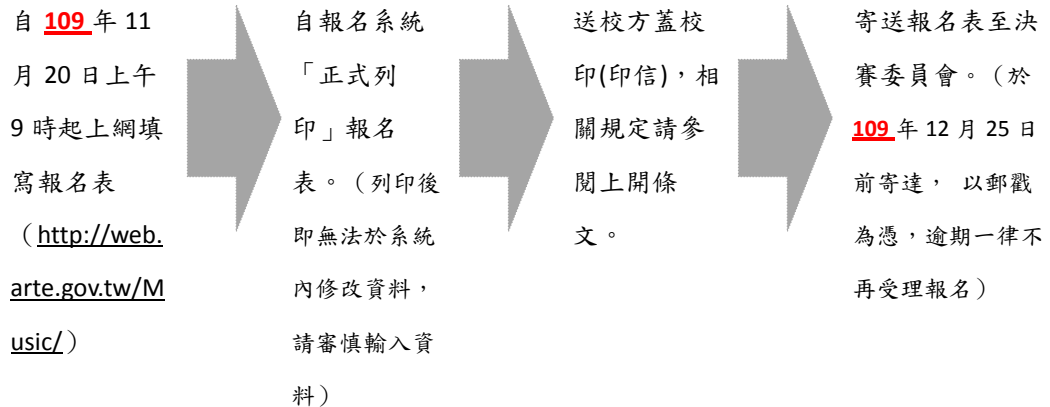 自 109 年 11
月 20 日上午
9 時起上網填
寫報名表
（http://web.
arte.gov.tw/M
usic/）
自報名系統
「正式列
印」報名
表。（列印後
即無法於系統
內修改資料，
請審慎輸入資
料）
送校方蓋校
印(印信)，相
關規定請參
閱上開條
文。
寄送報名表至決
賽委員會。（於
109 年 12 月 25 日
前寄達， 以郵戳
為憑，逾期一律不
再受理報名）